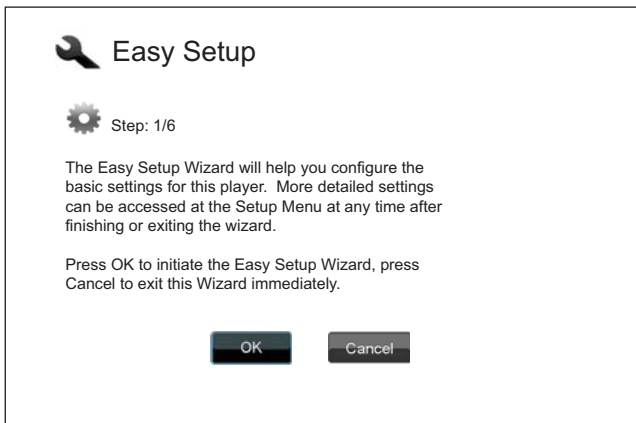 Easy Setup
Step: 1/6
The Easy Setup Wizard will help you configure the
basic settings for this player.  More detailed settings
can be accessed at the Setup Menu at any time after
finishing or exiting the wizard.
Press OK to initiate the Easy Setup Wizard, press
Cancel to exit this Wizard immediately.
OK
Cancel